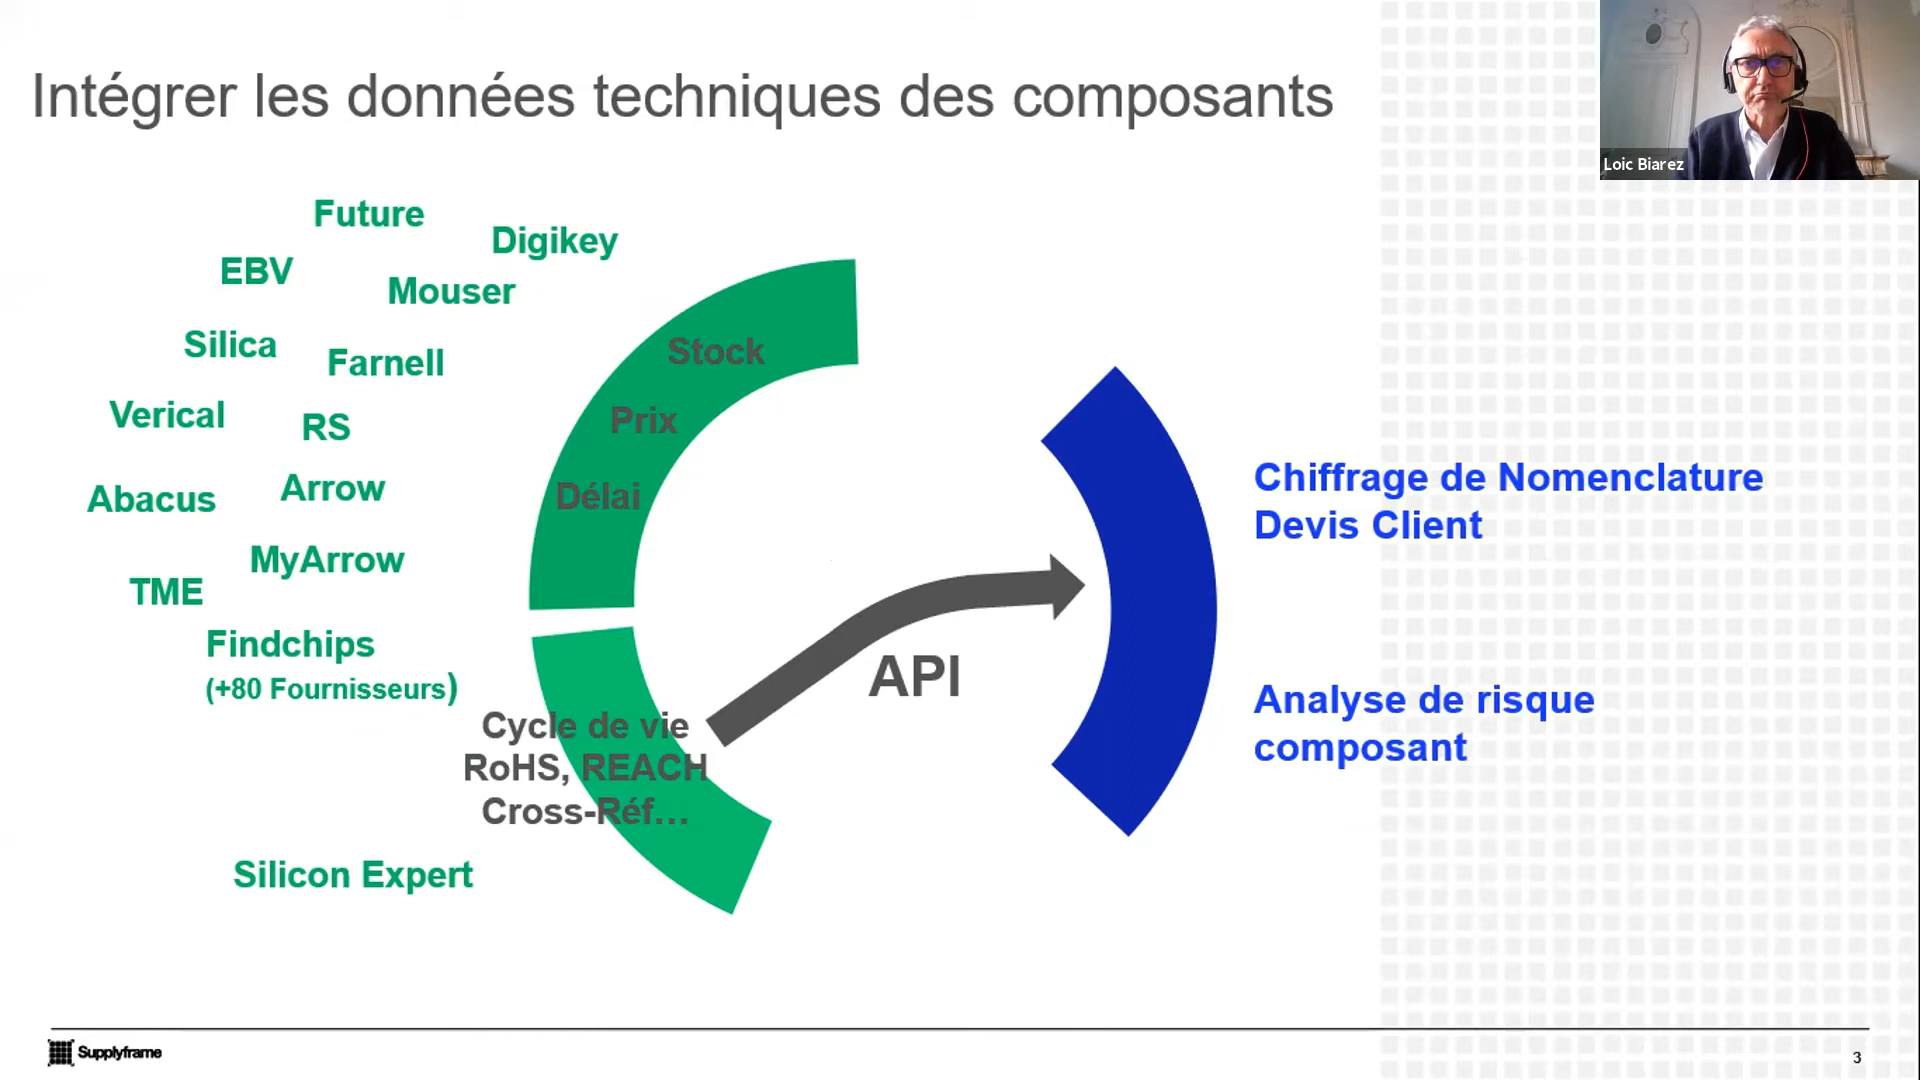 Intégrer les données techniques des composants
Loic Biarez
Future
Digikey
EBV
Mouser
Silica
Farnell
Verical
RS
Abacus
Arrow
MyArrow
TME
Findchips
(+80 Fournisseurs)
Silicon Expert
Stock
Prix
Délai
Cycle de vie
RoHS, REACH
Cross-Réf…
API
Chiffrage de Nomenclature
Devis Client
Analyse de risque
composant
Supplyframe
3